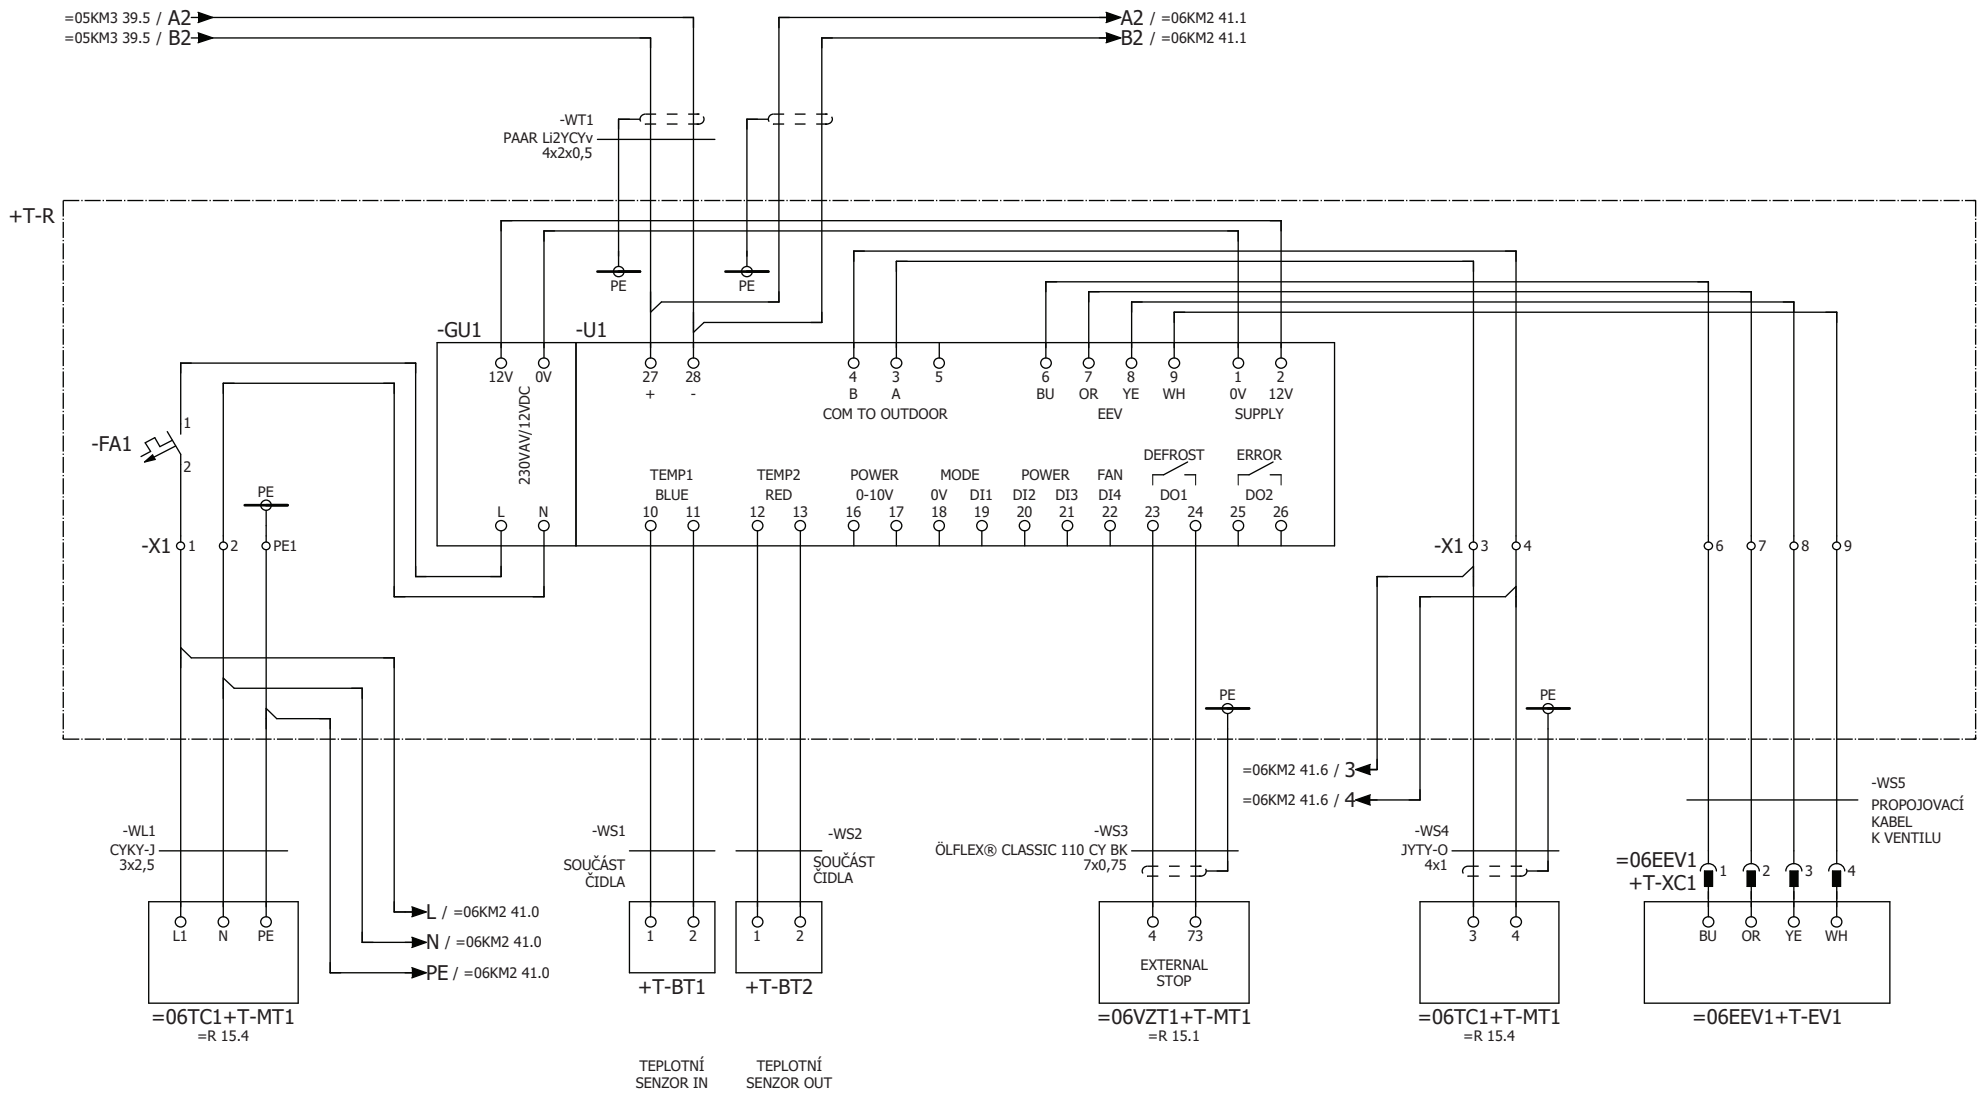 =05KM3 39.5 / A2
A2 / =06KM2 41.1
=05KM3 39.5 / B2
B2 / =06KM2 41.1
-WT1
PAAR Li2YCYv
4x2x0,5
+T-R
PE
PE
-GU1
-U1
12V
0V
27
28
4
3
5
6
7
8
9
1
2
+
-
B
A
BU
OR
YE
WH
0V
12V
COM TO OUTDOOR
EEV
SUPPLY
230VAV/12VDC
1
-FA1
2
DEFROST
ERROR
TEMP1
TEMP2
POWER
MODE
POWER
FAN
BLUE
RED
0-10V
0V
DI1
DI2
DI3
DI4
DO1
DO2
PE
L
N
10
11
12
13
16
17
18
19
20
21
22
23
24
25
26
-X1
1
2
PE1
-X1
3
4
6
7
8
9
PE
PE
=06KM2 41.6 / 3
=06KM2 41.6 / 4
-WS5
PROPOJOVACÍ
KABEL
K VENTILU
-WL1
CYKY-J
3x2,5
-WS1
SOUČÁST
ČIDLA
-WS2
SOUČÁST
ČIDLA
-WS3
ÖLFLEX® CLASSIC 110 CY BK
7x0,75
-WS4
JYTY-O
4x1
=06EEV1
+T-XC1
1
2
3
4
L / =06KM2 41.0
N / =06KM2 41.0
PE / =06KM2 41.0
L1
N
PE
1
2
1
2
4
73
EXTERNAL
STOP
3
4
BU
OR
YE
WH
=06TC1+T-MT1
=R 15.4
+T-BT1
+T-BT2
=06VZT1+T-MT1
=R 15.1
=06TC1+T-MT1
=R 15.4
=06EEV1+T-EV1
TEPLOTNÍ
SENZOR IN
TEPLOTNÍ
SENZOR OUT